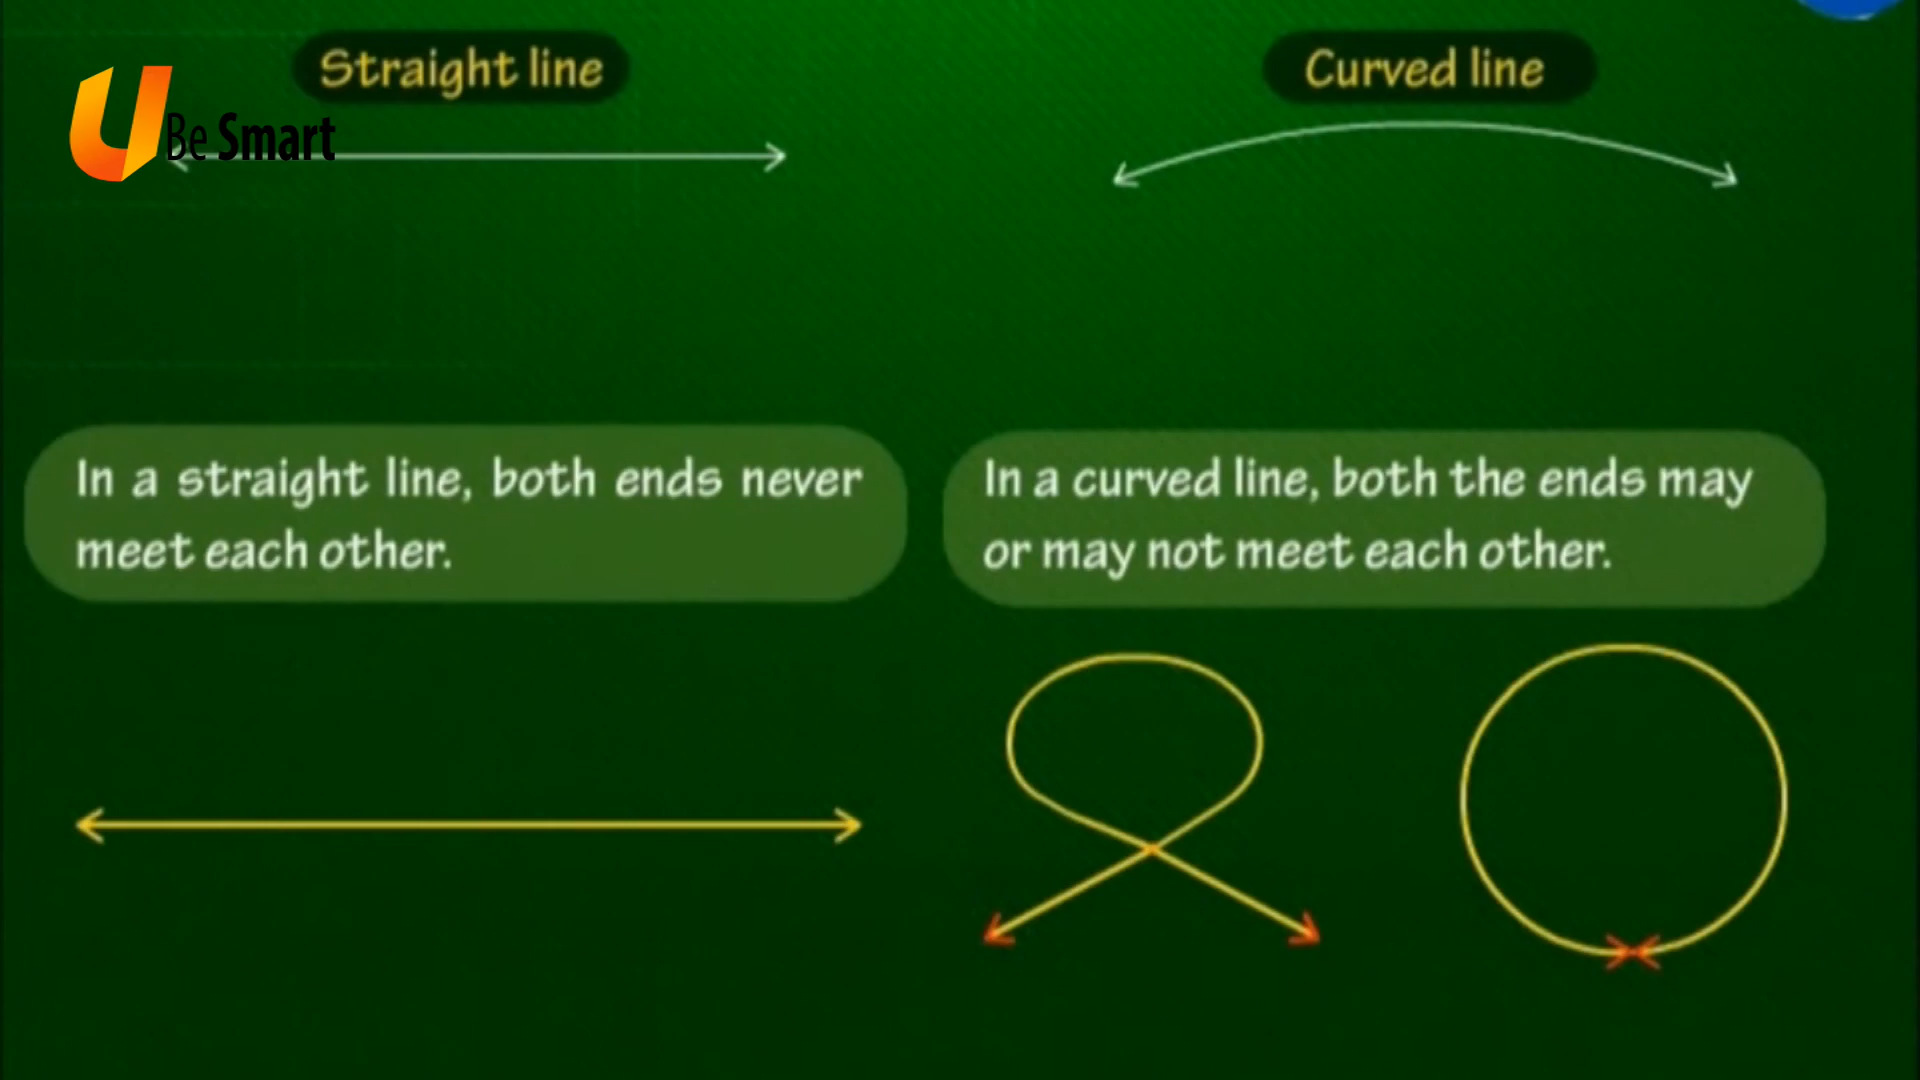 Straight line
Curved line
U Be Smart
In a straight line, both ends never
meet each other.
In a curved line, both the ends may
or may not meet each other.